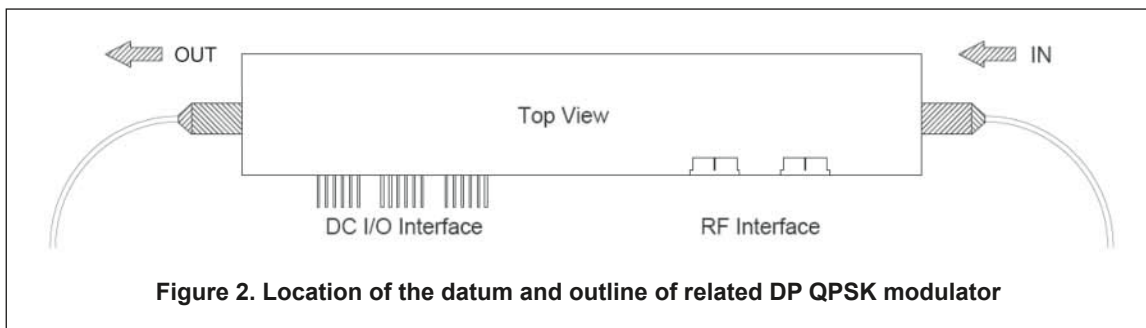 OUT
IN
Top View
DC I/O Interface
RF Interface
Figure 2. Location of the datum and outline of related DP QPSK modulator